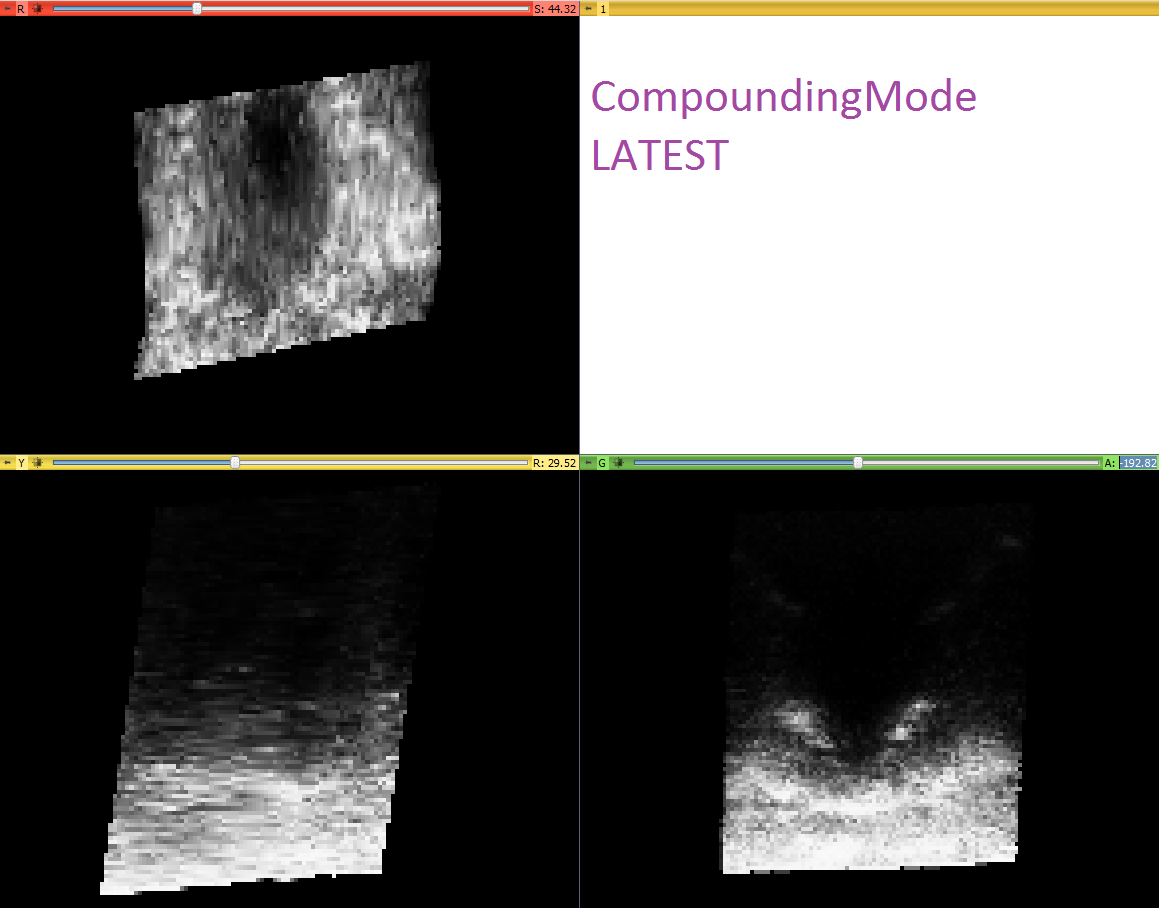 R
S: 44.32
1
CompoundingMode
LATEST
Y
R: 29.52
G
A: -192.82